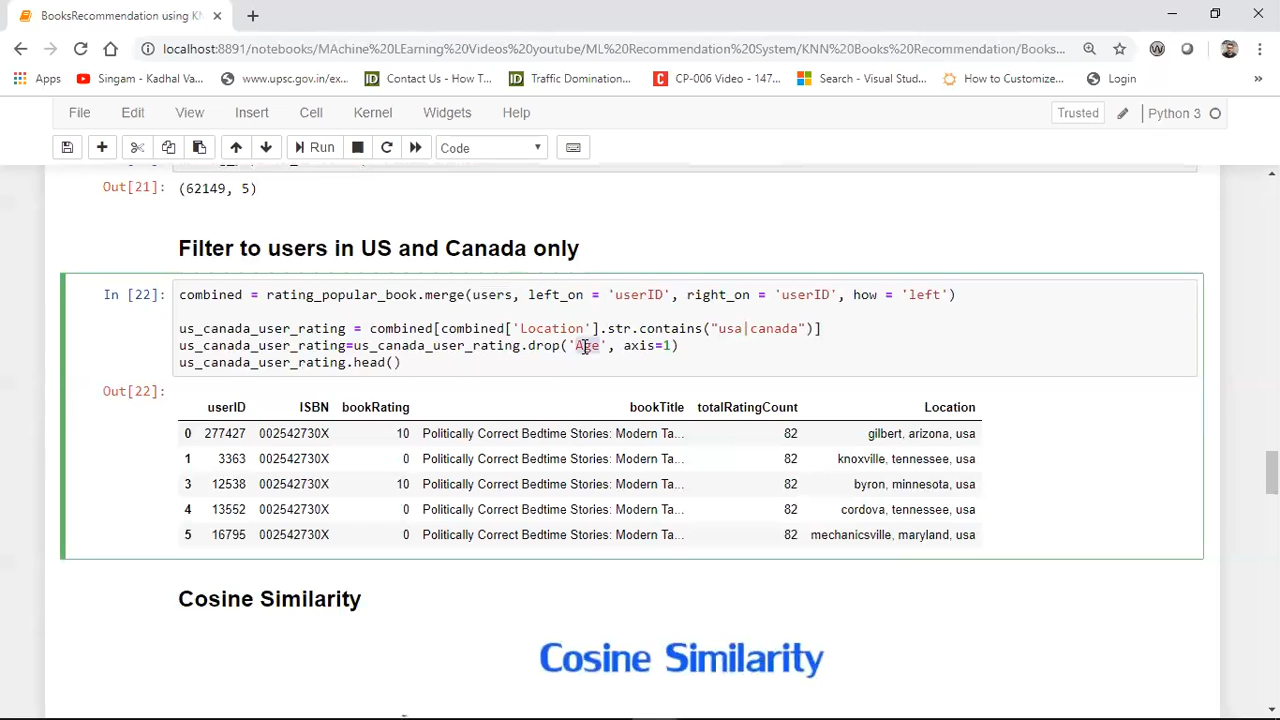 BooksRecommendation using KN
localhost:8891/notebooks/MAchine%20LEarning%20Videos%20youtube/ML%20Recommendation%20System/KNN%20Books%20Recommendation/Books...
Apps Singam - Kadhal Va... www.upsc.gov.in/ex... Contact Us - How T... Traffic Domination... CP-006 Video - 147... Search - Visual Stud... How to Customize... Login
File Edit View Insert Cell Kernel Widgets Help Trusted Python 3
Run Code
Out[21]: (62149, 5)
Filter to users in US and Canada only
In [22]: combined = rating_popular_book.merge(users, left_on = 'userID', right_on = 'userID', how = 'left')
us_canada_user_rating = combined[combined['Location'].str.contains("usa|canada")]
us_canada_user_rating=us_canada_user_rating.drop('Age', axis=1)
us_canada_user_rating.head()
Out[22]:
userID ISBN bookRating bookTitle totalRatingCount Location
0 277427 002542730X 10 Politically Correct Bedtime Stories: Modern Ta... 82 gilbert, arizona, usa
1 3363 002542730X 0 Politically Correct Bedtime Stories: Modern Ta... 82 knoxville, tennessee, usa
3 12538 002542730X 10 Politically Correct Bedtime Stories: Modern Ta... 82 byron, minnesota, usa
4 13552 002542730X 0 Politically Correct Bedtime Stories: Modern Ta... 82 cordova, tennessee, usa
5 16795 002542730X 0 Politically Correct Bedtime Stories: Modern Ta... 82 mechanicsville, maryland, usa
Cosine Similarity
Cosine Similarity